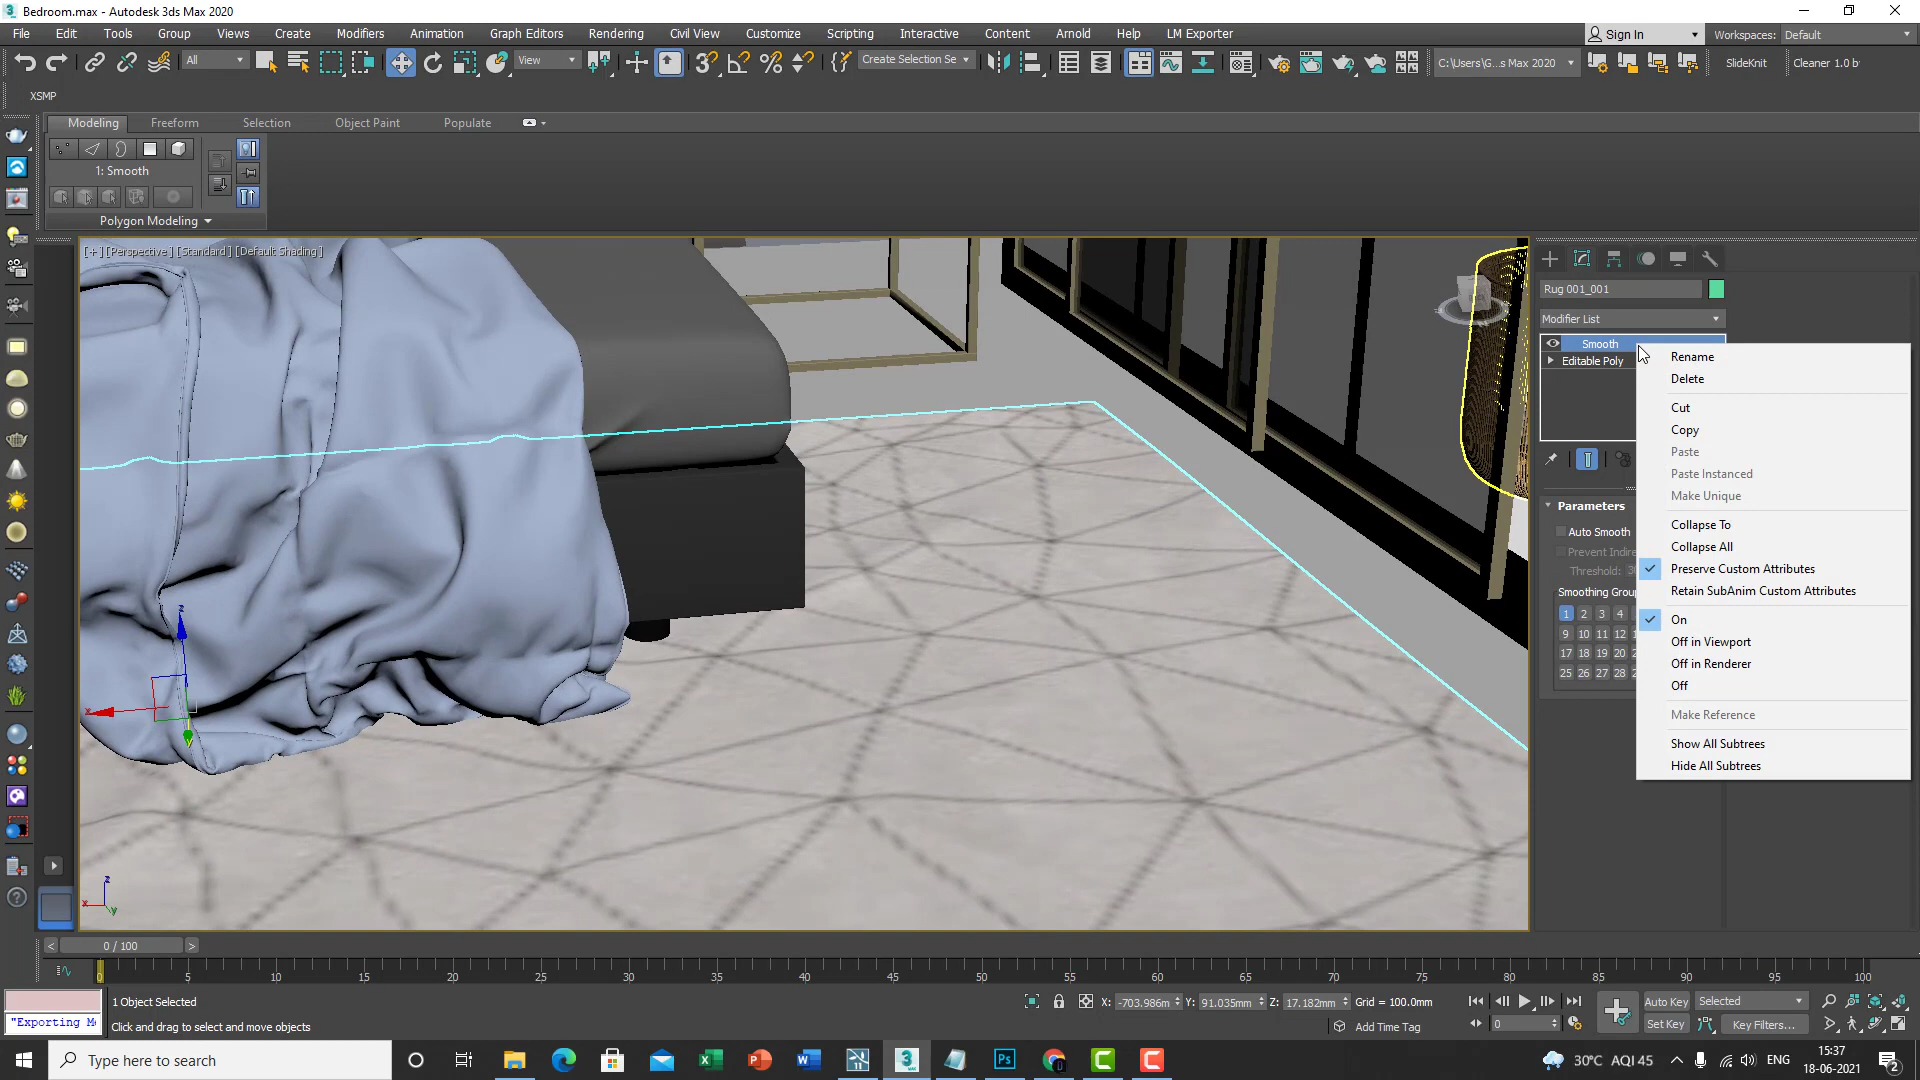 Bedroom.max - Autodesk 3ds Max 2020
File Edit Tools Group Views Create Modifiers Animation Graph Editors Rendering Civil View Customize Scripting Interactive Content Arnold Help LM Exporter Sign In Workspaces: Default
All View Create Selection Se C:\Users\G...s Max 2020 SlideKnit Cleaner 1.0 b
XSMP
Modeling Freeform Selection Object Paint Populate
1: Smooth
Polygon Modeling
[+] [Perspective] [Standard] [Default Shading]
Rug 001_001
Modifier List
Smooth
Editable Poly
Rename
Delete
Cut
Copy
Paste
Paste Instanced
Make Unique
Collapse To
Collapse All
Preserve Custom Attributes
Retain SubAnim Custom Attributes
On
Off in Viewport
Off in Renderer
Off
Make Reference
Show All Subtrees
Hide All Subtrees
Parameters
Auto Smooth
Prevent Indire
Threshold:
Smoothing Group
1 2 3 4
9 10 11 12
17 18 19 20
25 26 27 28
z
x
y
z
x y
< 0 / 100 >
0 5 10 15 20 25 30 35 40 45 50 55 60 65 70 75 80 85 90 95 100
1 Object Selected X: -703.986m Y: 91.035mm Z: 17.182mm Grid = 100.0mm Auto Key Selected
"Exporting Me Click and drag to select and move objects Add Time Tag 0 Set Key Key Filters...
Type here to search 30°C AQI 45 ENG 15:37
18-06-2021 2